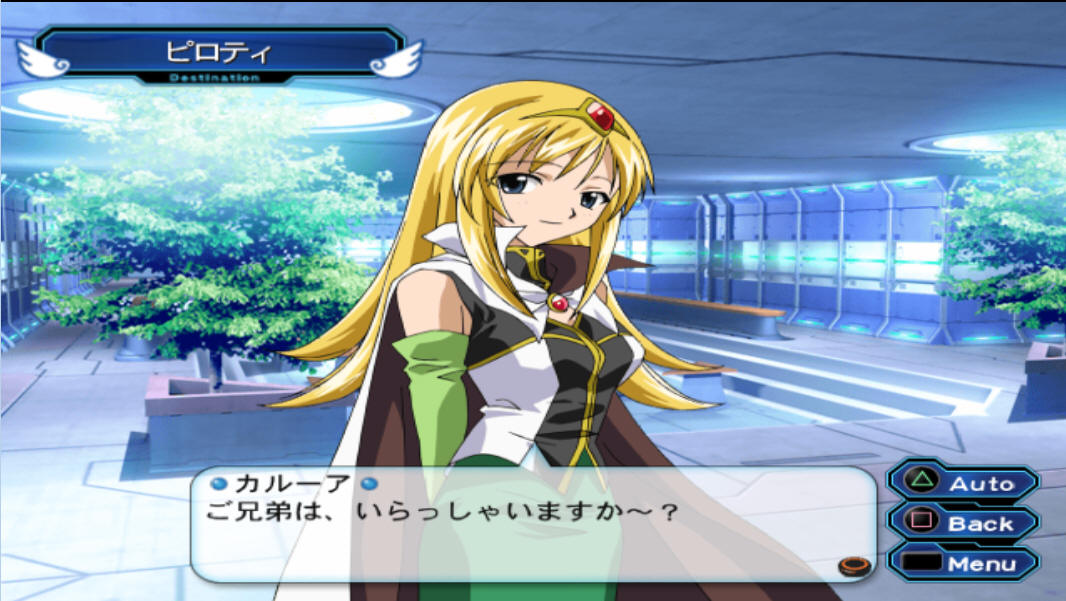 ピロティ
Destination
カルーア
ご兄弟は、いらっしゃいますか～？
Auto
Back
Menu